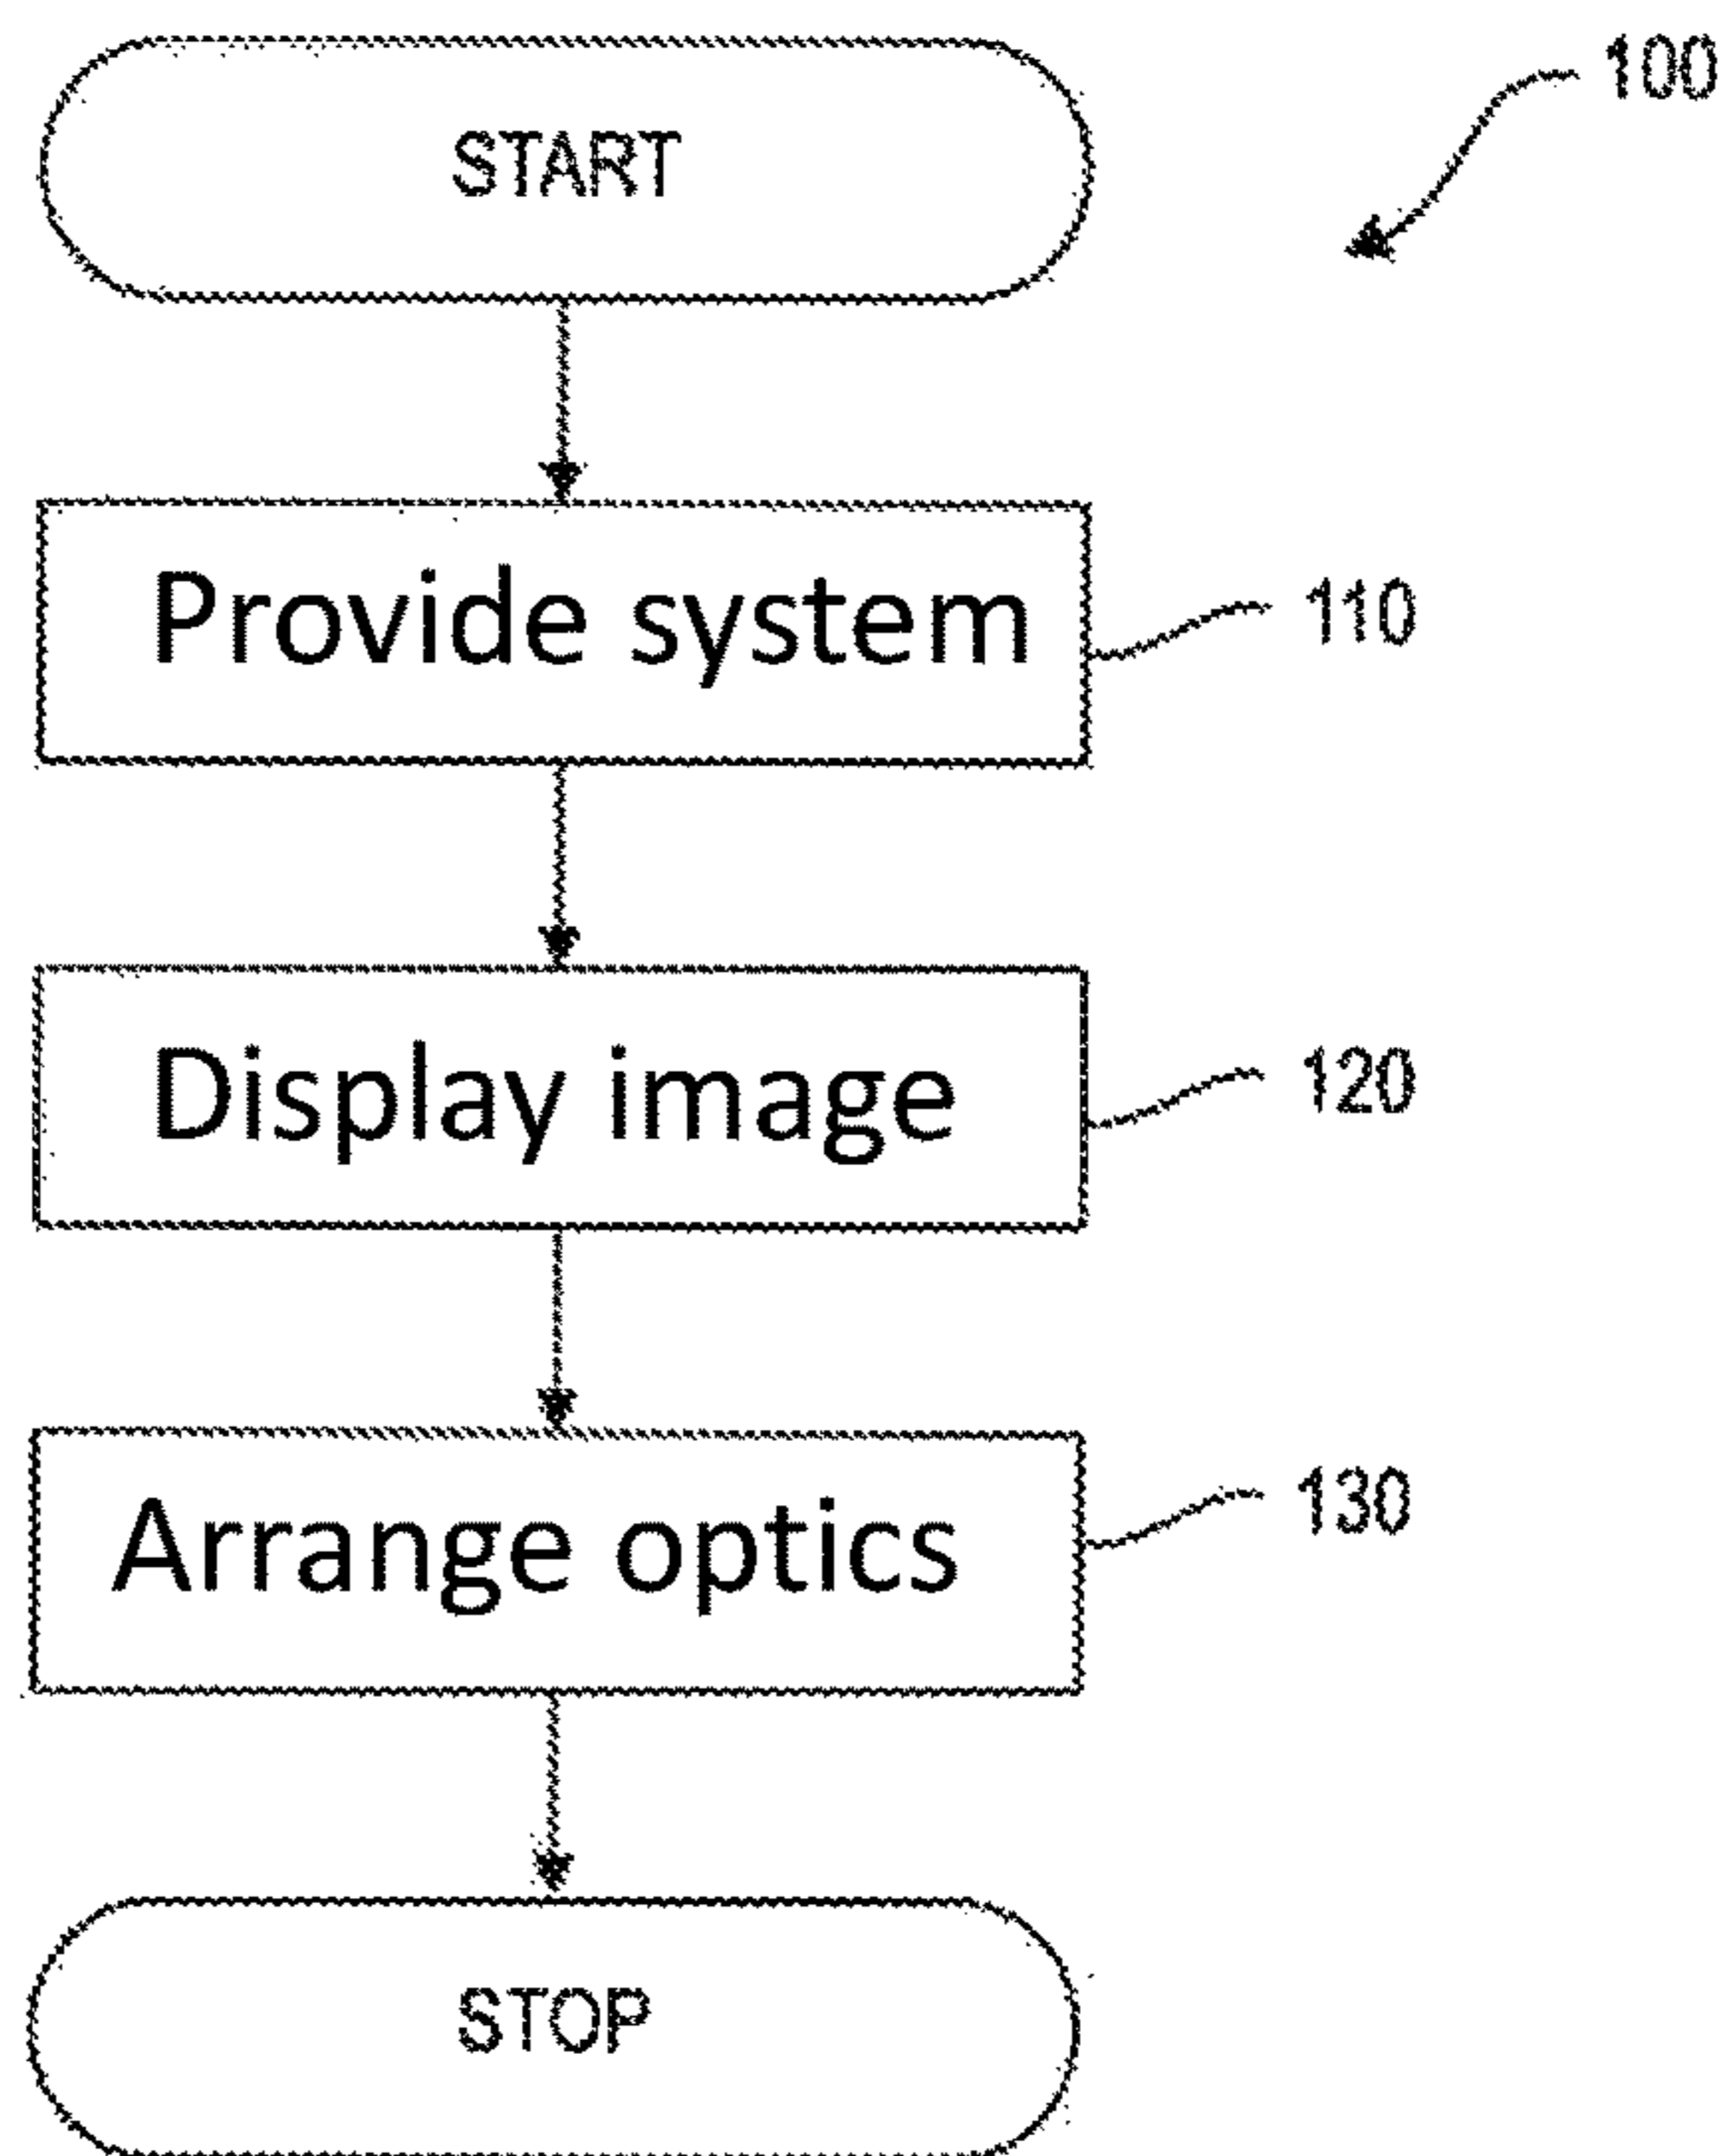 100
START
Provide system
110
Display image
120
Arrange optics
130
STOP